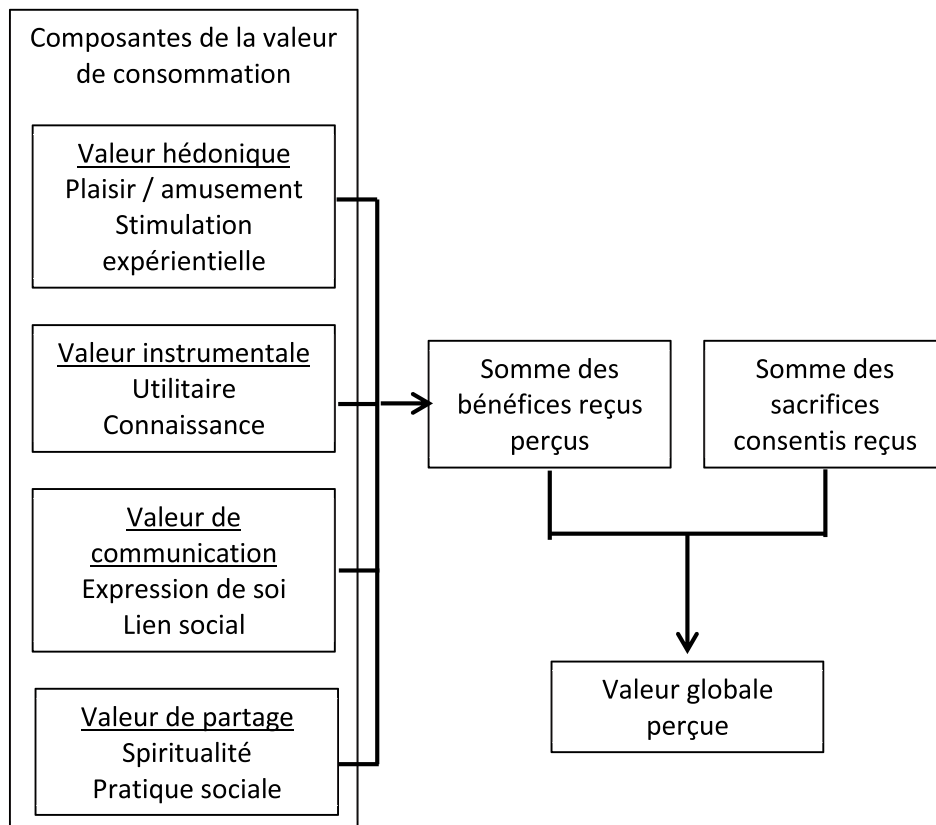 Composantes de la valeur
de consommation
Valeur hédonique
Plaisir / amusement
Stimulation
expérientielle
Valeur instrumentale
Utilitaire
Connaissance
Valeur de
communication
Expression de soi
Lien social
Valeur de partage
Spiritualité
Pratique sociale
Somme des
bénéfices reçus
perçus
Somme des
sacrifices
consentis reçus
Valeur globale
perçue